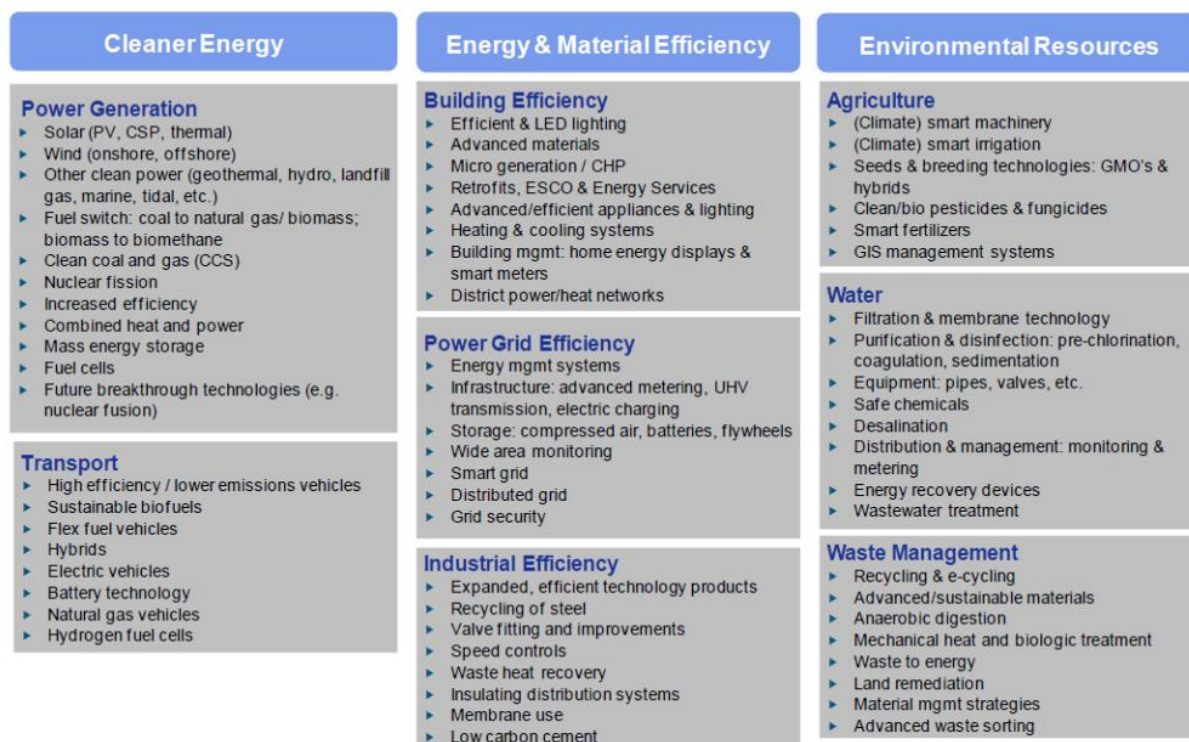 Cleaner Energy
Power Generation
Solar (PV, CSP, thermal)
Wind (onshore, offshore)
Other clean power (geothermal, hydro, landfill
gas, marine, tidal, etc.)
Fuel switch: coal to natural gas/ biomass;
biomass to biomethane
Clean coal and gas (CCS)
Nuclear fission
Increased efficiency
Combined heat and power
Mass energy storage
Fuel cells
Future breakthrough technologies (e.g.
nuclear fusion)
Transport
High efficiency / lower emissions vehicles
Sustainable biofuels
Flex fuel vehicles
Hybrids
Electric vehicles
Battery technology
Natural gas vehicles
Hydrogen fuel cells
Energy & Material Efficiency
Building Efficiency
Efficient & LED lighting
Advanced materials
Micro generation / CHP
Retrofits, ESCO & Energy Services
Advanced/efficient appliances & lighting
Heating & cooling systems
Building mgmt: home energy displays &
smart meters
District power/heat networks
Power Grid Efficiency
Energy mgmt systems
Infrastructure: advanced metering, UHV
transmission, electric charging
Storage: compressed air, batteries, flywheels
Wide area monitoring
Smart grid
Distributed grid
Grid security
Industrial Efficiency
Expanded, efficient technology products
Recycling of steel
Valve fitting and improvements
Speed controls
Waste heat recovery
Insulating distribution systems
Membrane use
Low carbon cement
Environmental Resources
Agriculture
(Climate) smart machinery
(Climate) smart irrigation
Seeds & breeding technologies: GMO's &
hybrids
Clean/bio pesticides & fungicides
Smart fertilizers
GIS management systems
Water
Filtration & membrane technology
Purification & disinfection: pre-chlorination,
coagulation, sedimentation
Equipment: pipes, valves, etc.
Safe chemicals
Desalination
Distribution & management: monitoring &
metering
Energy recovery devices
Wastewater treatment
Waste Management
Recycling & e-cycling
Advanced/sustainable materials
Anaerobic digestion
Mechanical heat and biologic treatment
Waste to energy
Land remediation
Material mgmt strategies
Advanced waste sorting